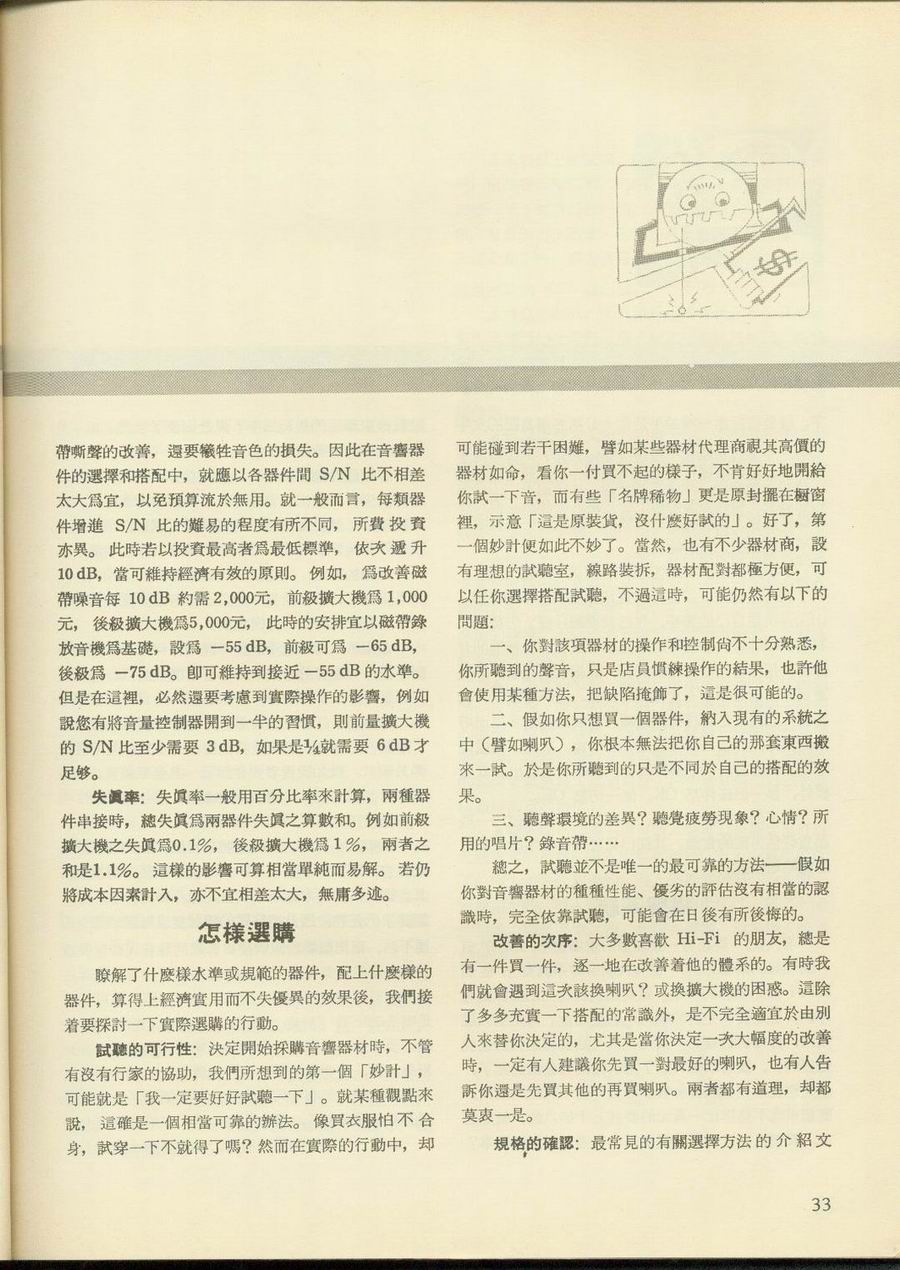 $
帶嘶聲的改善，還要犧牲音色的損失。因此在音響器
件的選擇和搭配中，就應以各器件間 S/N 比不相差
太大爲宜，以免預算流於無用。就一般而言，每類器
件增進 S/N 比的難易的程度有所不同，所費投資
亦異。此時若以投資最高者爲最低標準，依次遞升
10 dB，當可維持經濟有效的原則。例如，爲改善磁
帶噪音每 10 dB 約需 2,000元，前級擴大機爲 1,000
元，後級擴大機爲5,000元，此時的安排宜以磁帶錄
放音機爲基礎，設爲 －55 dB，前級可爲 －65 dB，
後級爲 －75 dB。卽可維持到接近 －55 dB 的水準。
但是在這裡，必然還要考慮到實際操作的影響，例如
說您有將音量控制器開到一半的習慣，則前量擴大機
的 S/N 比至少需要 3 dB，如果是¼就需要 6 dB 才
足够。
失眞率：失眞率一般用百分比率來計算，兩種器
件串接時，總失眞爲兩器件失眞之算數和。例如前級
擴大機之失眞爲0.1%，後級擴大機爲 1 %，兩者之
和是1.1%。這樣的影響可算相當單純而易解。若仍
將成本因素計入，亦不宜相差太大，無庸多述。
怎樣選購
瞭解了什麽樣水準或規範的器件，配上什麽樣的
器件，算得上經濟實用而不失優異的效果後，我們接
着要探討一下實際選購的行動。
試聽的可行性：決定開始採購音響器材時，不管
有沒有行家的協助，我們所想到的第一個「妙計」，
可能就是「我一定要好好試聽一下」。就某種觀點來
說，這確是一個相當可靠的辦法。像買衣服怕不合
身，試穿一下不就得了嗎？然而在實際的行動中，却
可能碰到若干困難，譬如某些器材代理商視其高價的
器材如命，看你一付買不起的樣子，不肯好好地開給
你試一下音，而有些「名牌稀物」更是原封擺在櫥窗
裡，示意「這是原裝貨，沒什麽好試的」。好了，第
一個妙計便如此不妙了。當然，也有不少器材商，設
有理想的試聽室，線路裝拆，器材配對都極方便，可
以任你選擇搭配試聽，不過這時，可能仍然有以下的
問題：
一、你對該項器材的操作和控制尙不十分熟悉，
你所聽到的聲音，只是店員慣練操作的結果，也許他
會使用某種方法，把缺陷掩飾了，這是很可能的。
二、假如你只想買一個器件，納入現有的系統之
中（譬如喇叭），你根本無法把你自己的那套東西搬
來一試。於是你所聽到的只是不同於自己的搭配的效
果。
三、聽聲環境的差異？聽覺疲勞現象？心情？所
用的唱片？錄音帶……
總之，試聽並不是唯一的最可靠的方法——假如
你對音響器材的種種性能、優劣的評估沒有相當的認
識時，完全依靠試聽，可能會在日後有所後悔的。
改善的次序：大多數喜歡 Hi-Fi 的朋友，總是
有一件買一件，逐一地在改善着他的體系的。有時我
們就會遇到這次該換喇叭？或換擴大機的困惑。這除
了多多充實一下搭配的常識外，是不完全適宜於由別
人來替你決定的，尤其是當你決定一次大幅度的改善
時，一定有人建議你先買一對最好的喇叭，也有人告
訴你還是先買其他的再買喇叭。兩者都有道理，却都
莫衷一是。
規格的確認：最常見的有關選擇方法的介紹文
33